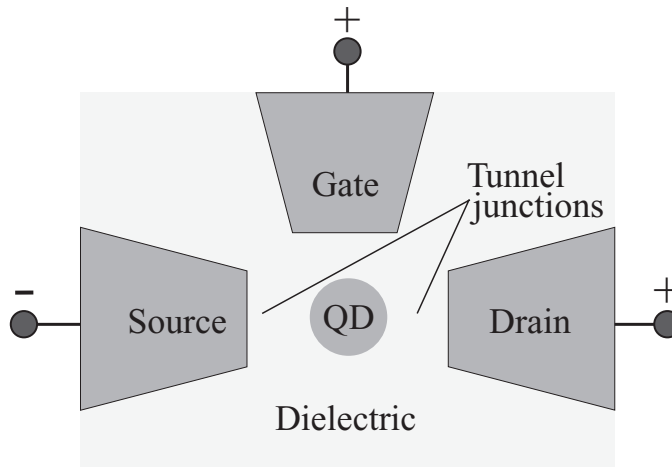 +
Gate
Tunnel
junctions
-
Source
QD
Drain
+
Dielectric